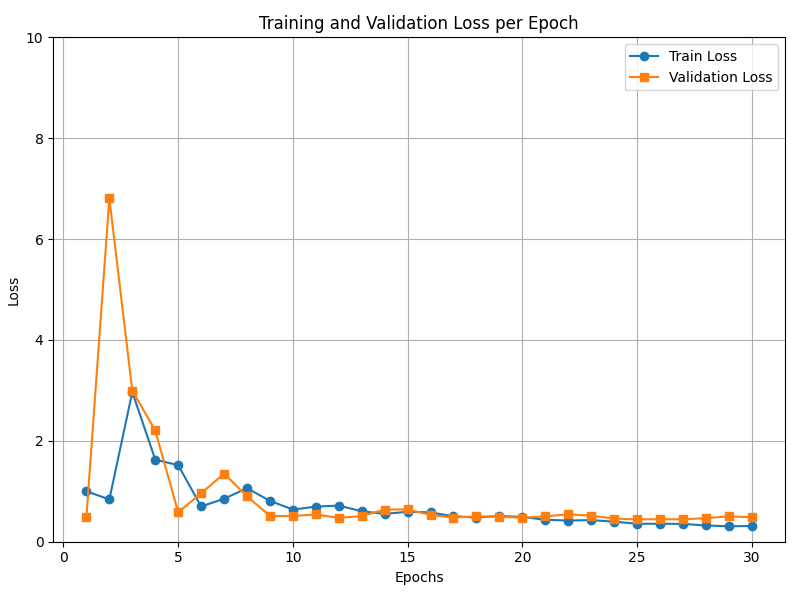 Training and Validation Loss per Epoch
Train Loss
Validation Loss
10
8
6
4
2
0
Loss
0 5 10 15 20 25 30
Epochs